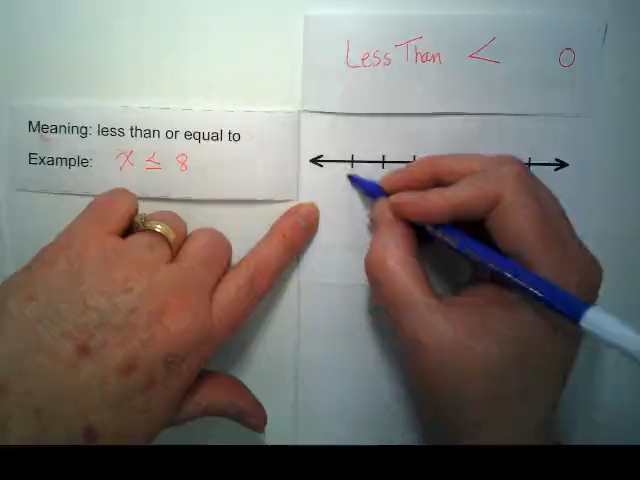 Less Than < o
Meaning: less than or equal to
Example: x ≤ 8